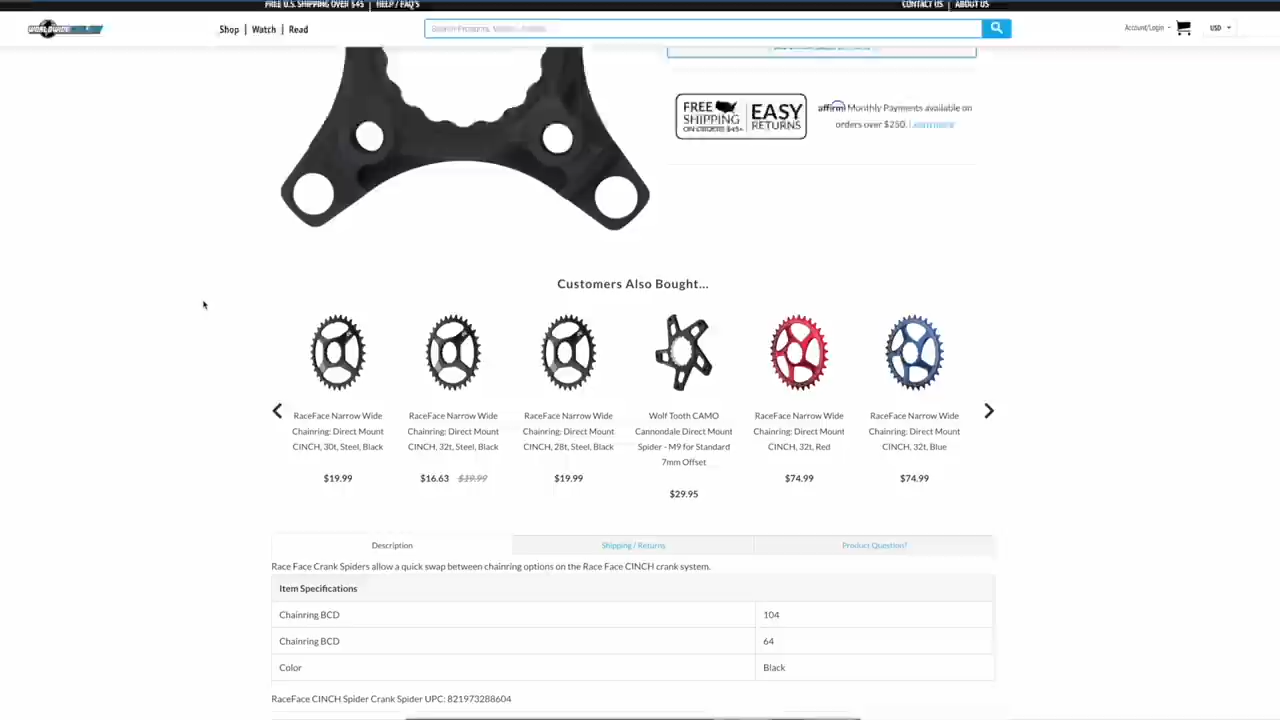 FREE U.S. SHIPPING OVER $45 | HELP / FAQ'S
CONTACT US | ABOUT US
WORLDWIDE
Shop | Watch | Read
Account/Login
USD
FREE SHIPPING ON ORDERS $45+
EASY RETURNS
affirm Monthly Payments available on
orders over $250. Learn more
Customers Also Bought...
RaceFace Narrow Wide
Chainring: Direct Mount
CINCH, 30t, Steel, Black
$19.99
RaceFace Narrow Wide
Chainring: Direct Mount
CINCH, 32t, Steel, Black
$16.63 $19.99
RaceFace Narrow Wide
Chainring: Direct Mount
CINCH, 28t, Steel, Black
$19.99
Wolf Tooth CAMO
Cannondale Direct Mount
Spider - M9 for Standard
7mm Offset
$29.95
RaceFace Narrow Wide
Chainring: Direct Mount
CINCH, 32t, Red
$74.99
RaceFace Narrow Wide
Chainring: Direct Mount
CINCH, 32t, Blue
$74.99
Description
Shipping / Returns
Product Question?
Race Face Crank Spiders allow a quick swap between chainring options on the Race Face CINCH crank system.
Item Specifications
Chainring BCD 104
Chainring BCD 64
Color Black
RaceFace CINCH Spider Crank Spider UPC: 821973288604